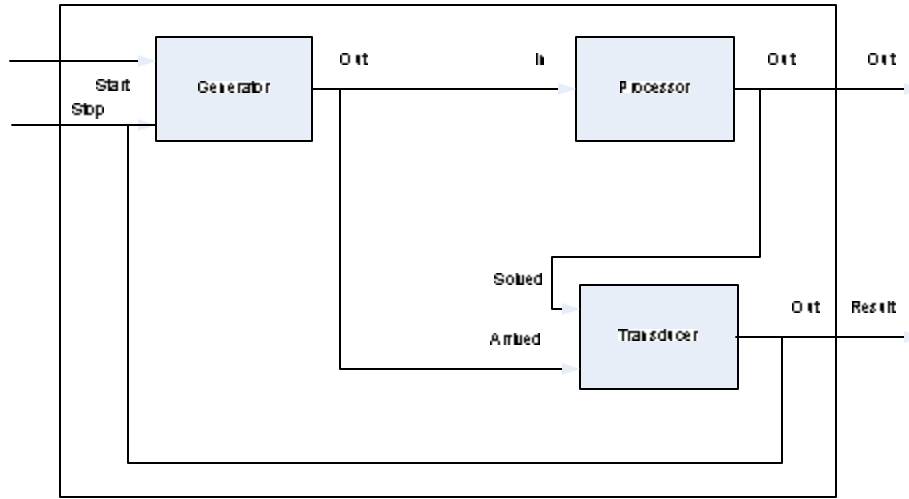 Out
In
Out
Out
Start
Generator
Processor
Stop
Solved
Out
Result
Arrived
Transducer